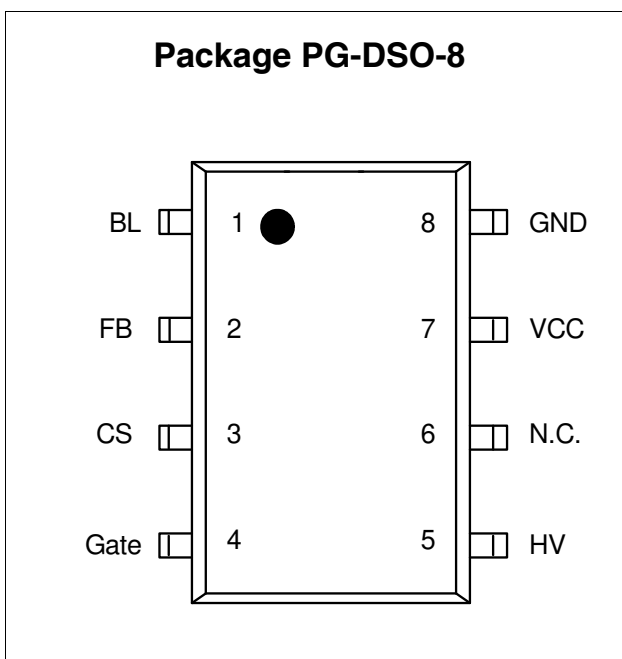 Package PG-DSO-8
BL 1 8 GND
FB 2 7 VCC
CS 3 6 N.C.
Gate 4 5 HV